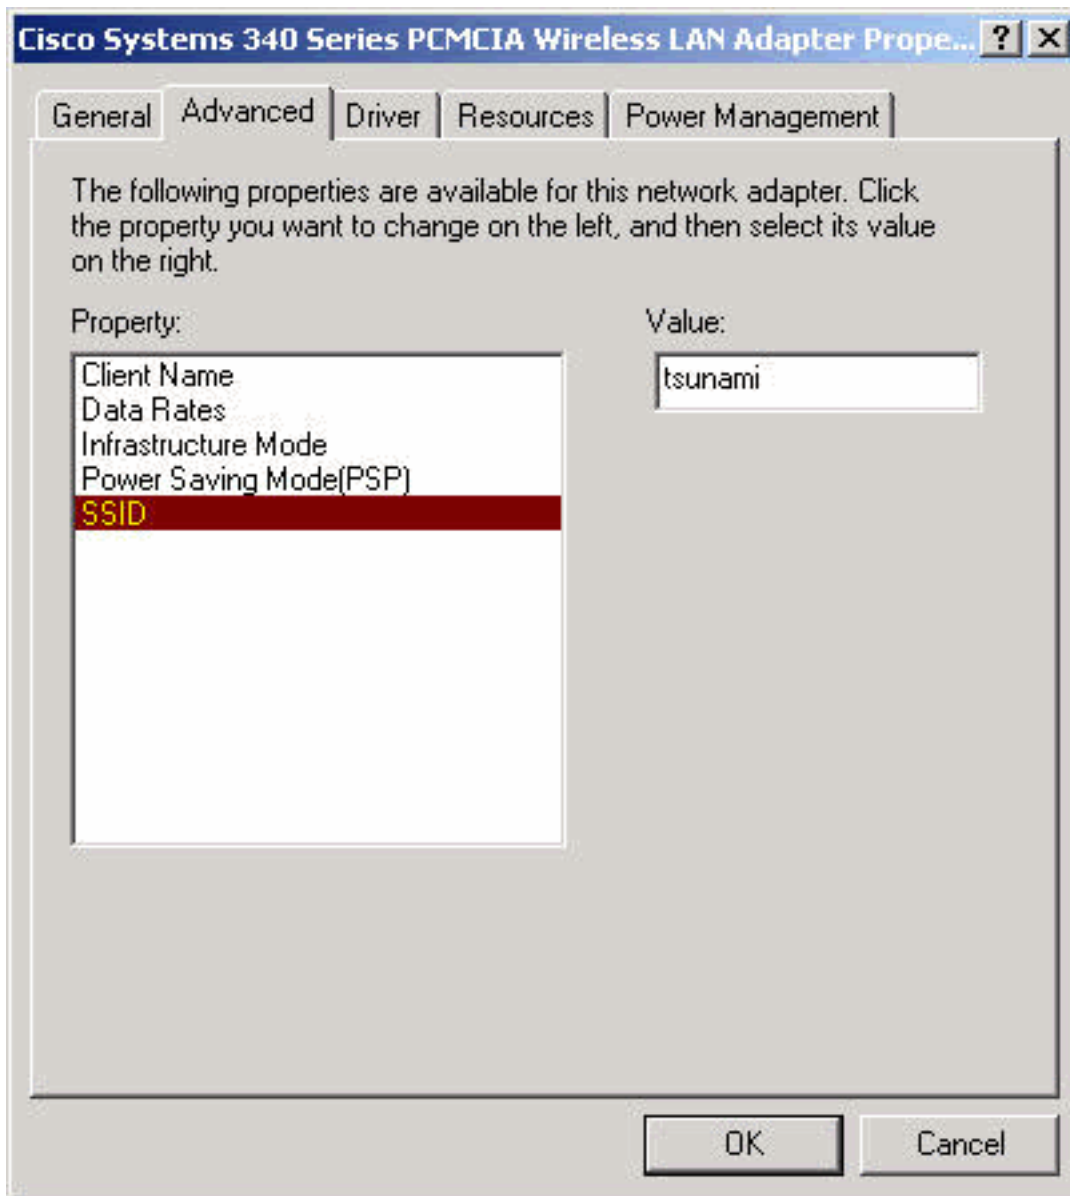 Cisco Systems 340 Series PCMCIA Wireless LAN Adapter Prope...
General Advanced Driver Resources Power Management
The following properties are available for this network adapter. Click
the property you want to change on the left, and then select its value
on the right.
Property:
Client Name
Data Rates
Infrastructure Mode
Power Saving Mode(PSP)
SSID
Value:
tsunami
OK Cancel